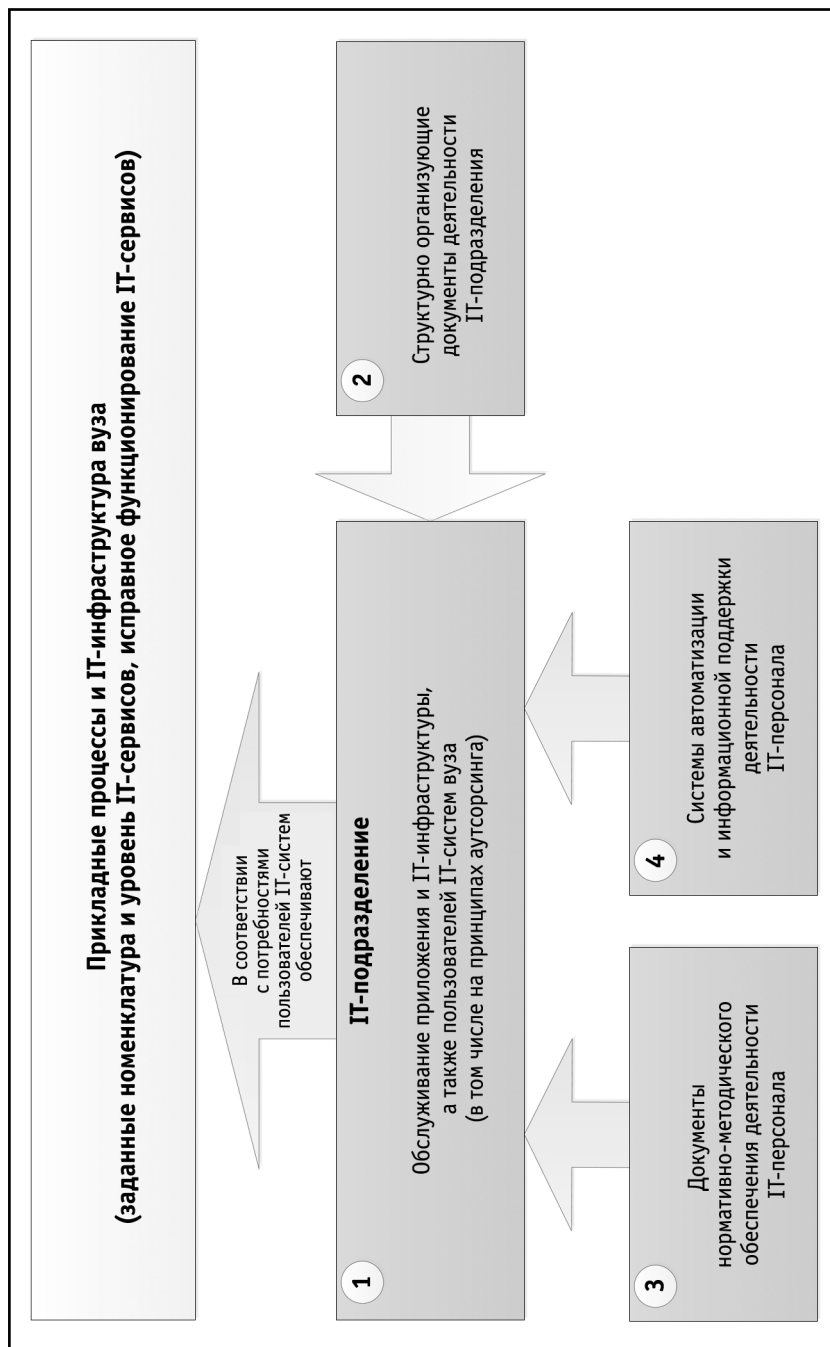 Прикладные процессы и IT-инфраструктура вуза
(заданные номенклатура и уровень IT-сервисов, исправное функционирование IT-сервисов)
В соответствии
с потребностями
пользователей IT-систем
обеспечивают
1
IT-подразделение
Обслуживание приложения и IT-инфраструктуры,
а также пользователей IT-систем вуза
(в том числе на принципах аутсорсинга)
2
Структурно организующие
документы деятельности
IT-подразделения
3
Документы
нормативно-методического
обеспечения деятельности
IT-персонала
4
Системы автоматизации
и информационной поддержки
деятельности
IT-персонала